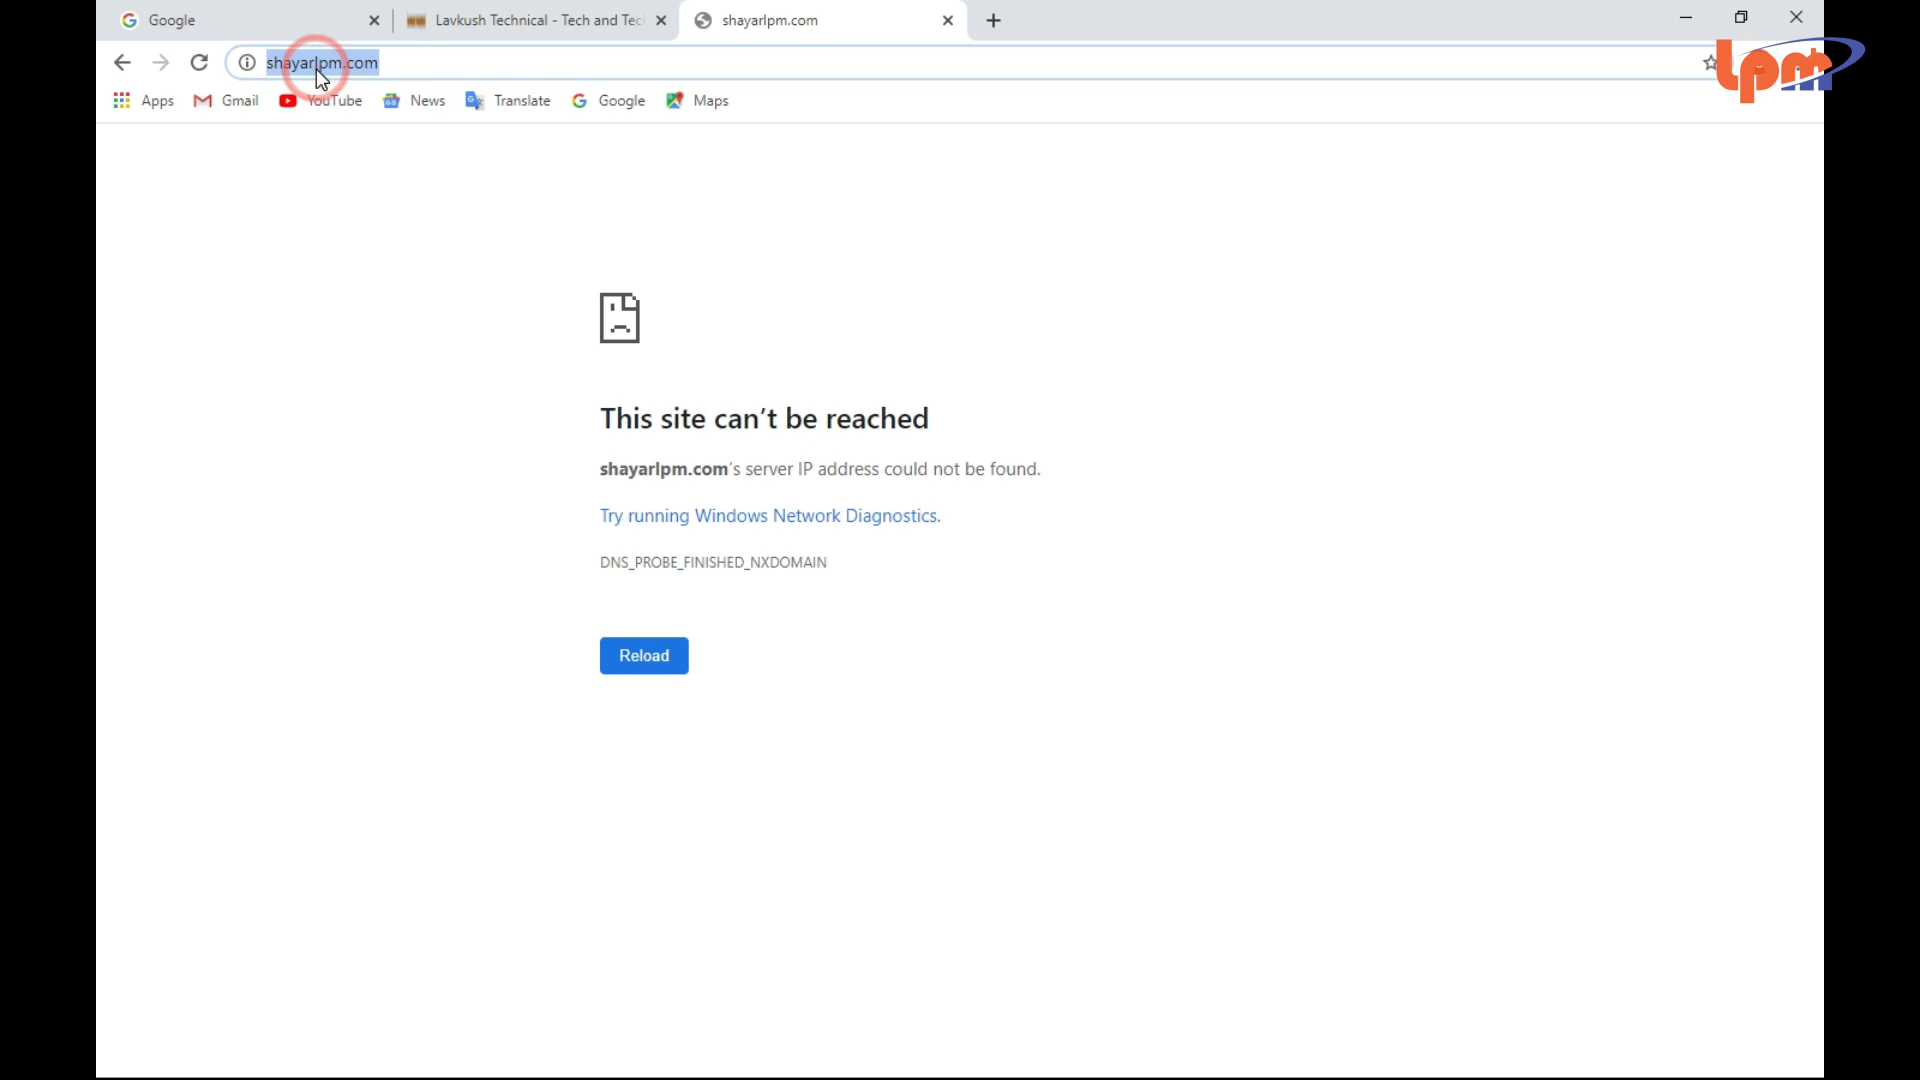 Google
Lavkush Technical - Tech and Tec
shayarlpm.com
shayarlpm.com
Apps
Gmail
YouTube
News
Translate
Google
Maps
lpm
This site can’t be reached
shayarlpm.com’s server IP address could not be found.
Try running Windows Network Diagnostics.
DNS_PROBE_FINISHED_NXDOMAIN
Reload